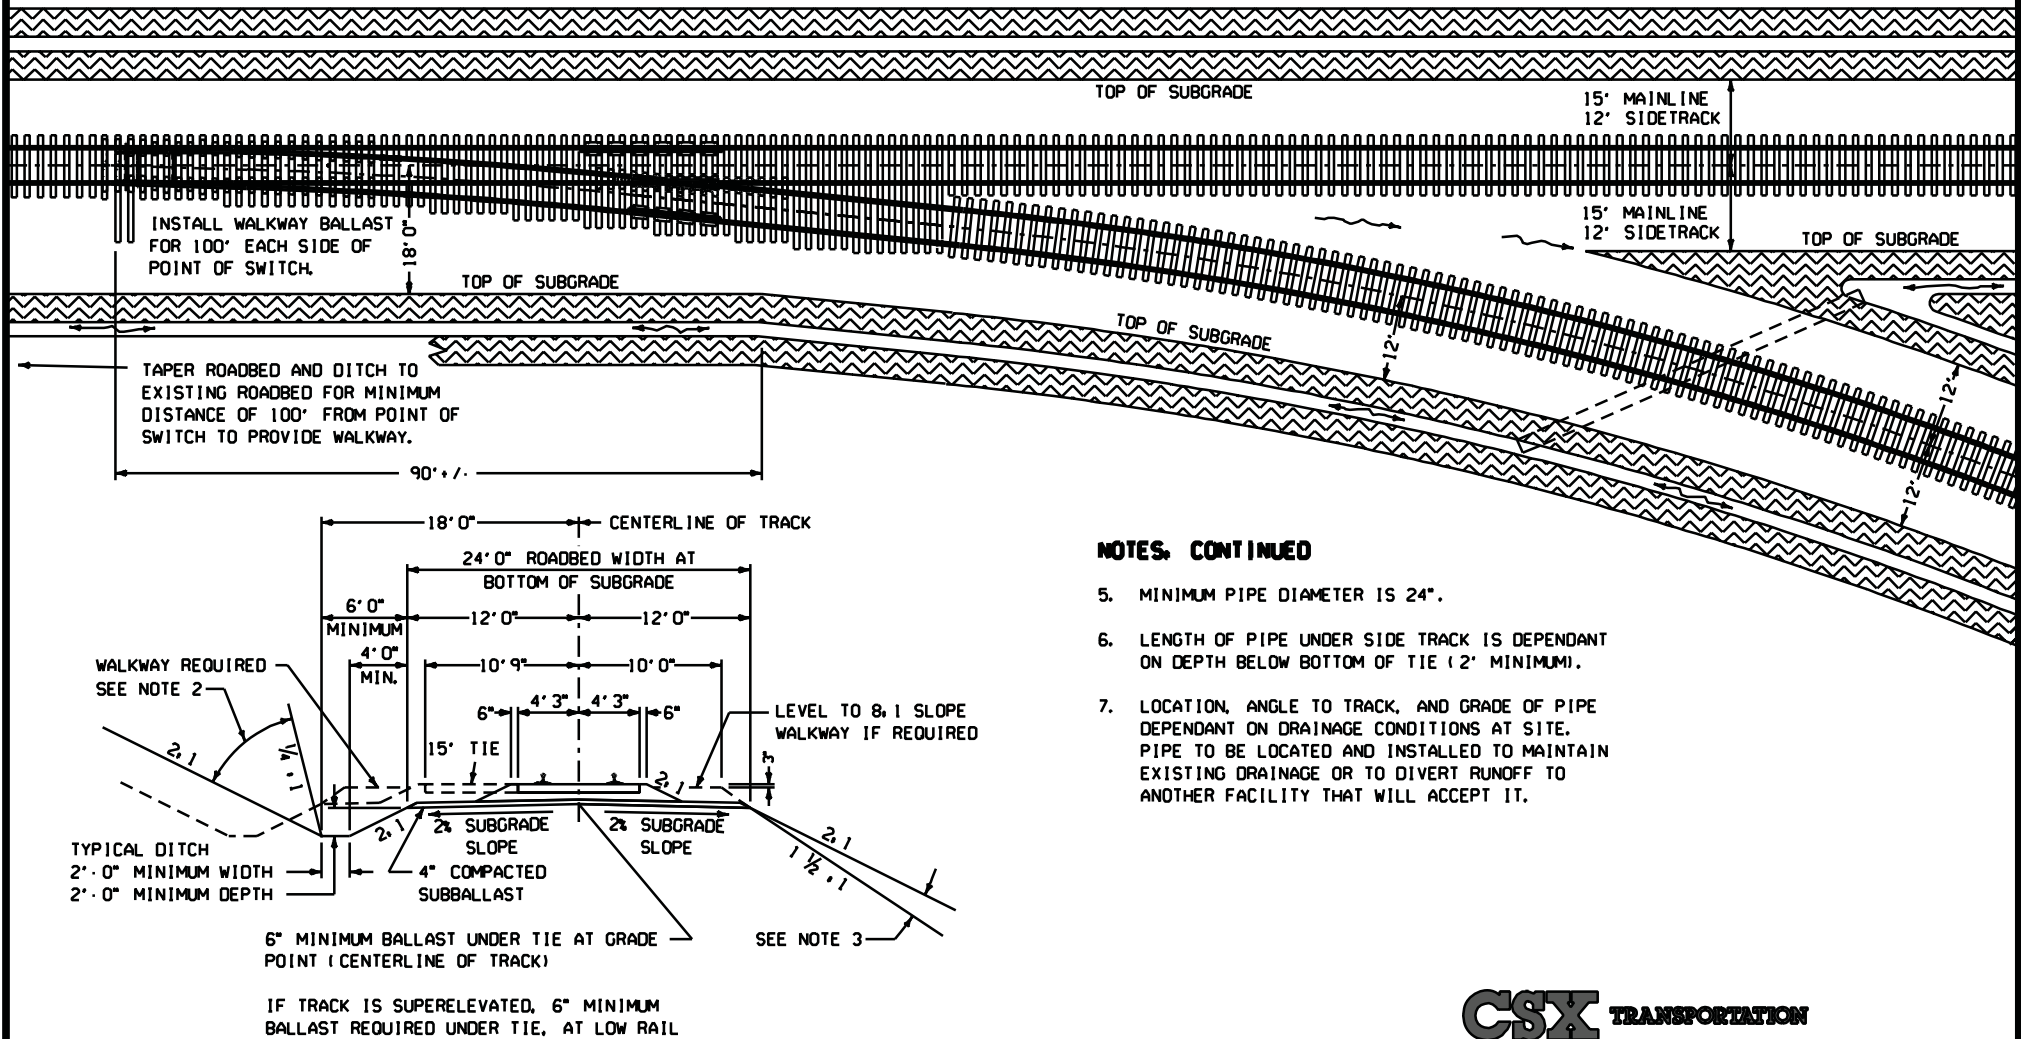 TOP OF SUBGRADE
15' MAINLINE
12' SIDETRACK
15' MAINLINE
12' SIDETRACK
TOP OF SUBGRADE
INSTALL WALKWAY BALLAST
FOR 100' EACH SIDE OF
POINT OF SWITCH.
18'0"
TOP OF SUBGRADE
TOP OF SUBGRADE
12'
12'
12'
TAPER ROADBED AND DITCH TO
EXISTING ROADBED FOR MINIMUM
DISTANCE OF 100' FROM POINT OF
SWITCH TO PROVIDE WALKWAY.
90'+/-
18'0"
CENTERLINE OF TRACK
24'0" ROADBED WIDTH AT
BOTTOM OF SUBGRADE
6'0"
MINIMUM
12'0"
12'0"
4'0"
MIN.
10'9"
10'0"
WALKWAY REQUIRED
SEE NOTE 2
4'3"
4'3"
6"
6"
LEVEL TO 8:1 SLOPE
WALKWAY IF REQUIRED
15' TIE
3"
2:1
1/4:1
2:1
2:1
2% SUBGRADE
SLOPE
2% SUBGRADE
SLOPE
2:1
1 1/2:1
TYPICAL DITCH
2'-0" MINIMUM WIDTH
2'-0" MINIMUM DEPTH
4" COMPACTED
SUBBALLAST
6" MINIMUM BALLAST UNDER TIE AT GRADE
POINT (CENTERLINE OF TRACK)
SEE NOTE 3
IF TRACK IS SUPERELEVATED, 6" MINIMUM
BALLAST REQUIRED UNDER TIE, AT LOW RAIL
NOTES, CONTINUED
5. MINIMUM PIPE DIAMETER IS 24".
6. LENGTH OF PIPE UNDER SIDE TRACK IS DEPENDANT
ON DEPTH BELOW BOTTOM OF TIE (2' MINIMUM).
7. LOCATION, ANGLE TO TRACK, AND GRADE OF PIPE
DEPENDANT ON DRAINAGE CONDITIONS AT SITE.
PIPE TO BE LOCATED AND INSTALLED TO MAINTAIN
EXISTING DRAINAGE OR TO DIVERT RUNOFF TO
ANOTHER FACILITY THAT WILL ACCEPT IT.
CSX TRANSPORTATION